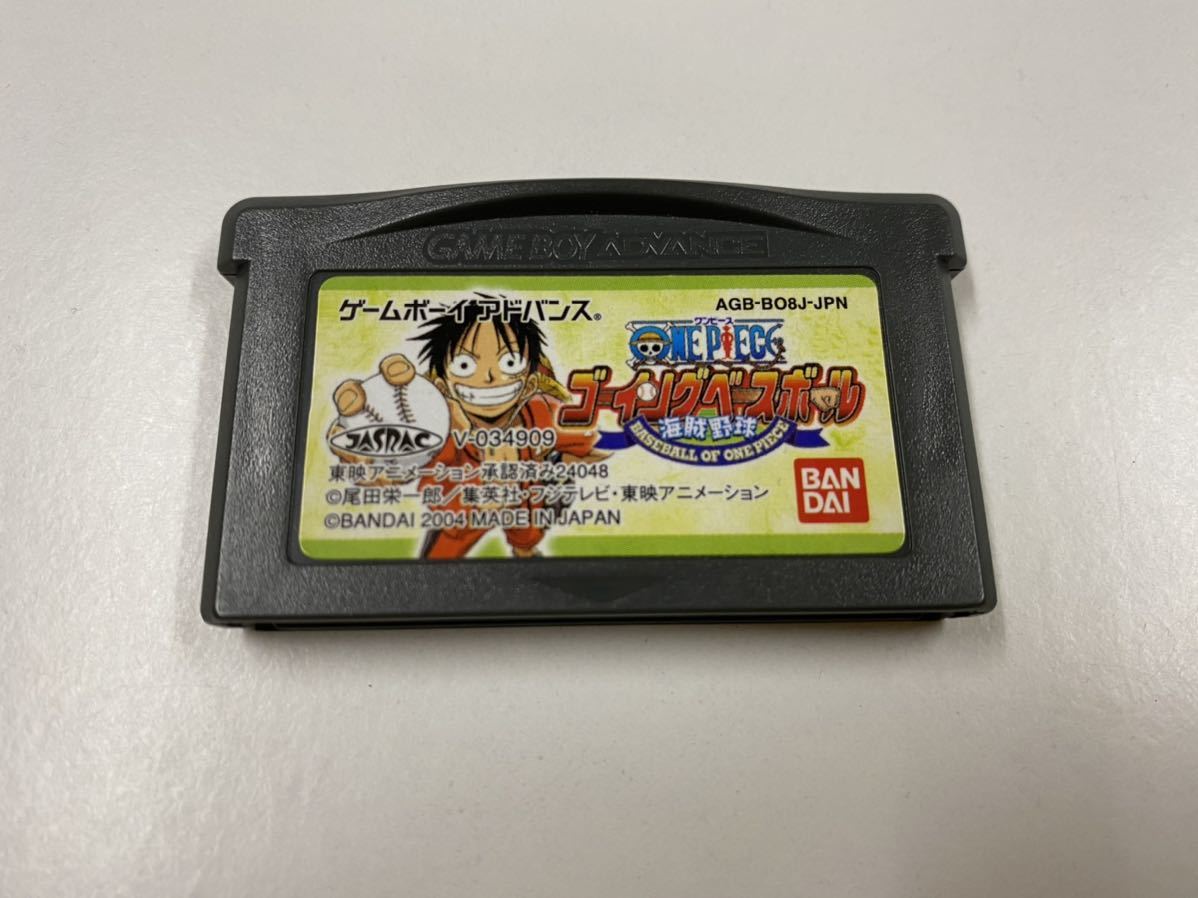 GAME BOY ADVANCE
ゲームボーイアドバンス®
AGB-BO8J-JPN
ワンピース
ONE PIECE
ゴーイングベースボール
海賊野球
BASEBALL OF ONE PIECE
JASRAC
V-034909
東映アニメーション承認済み24048
©尾田栄一郎/集英社・フジテレビ・東映アニメーション
©BANDAI 2004 MADE IN JAPAN
BAN
DAI